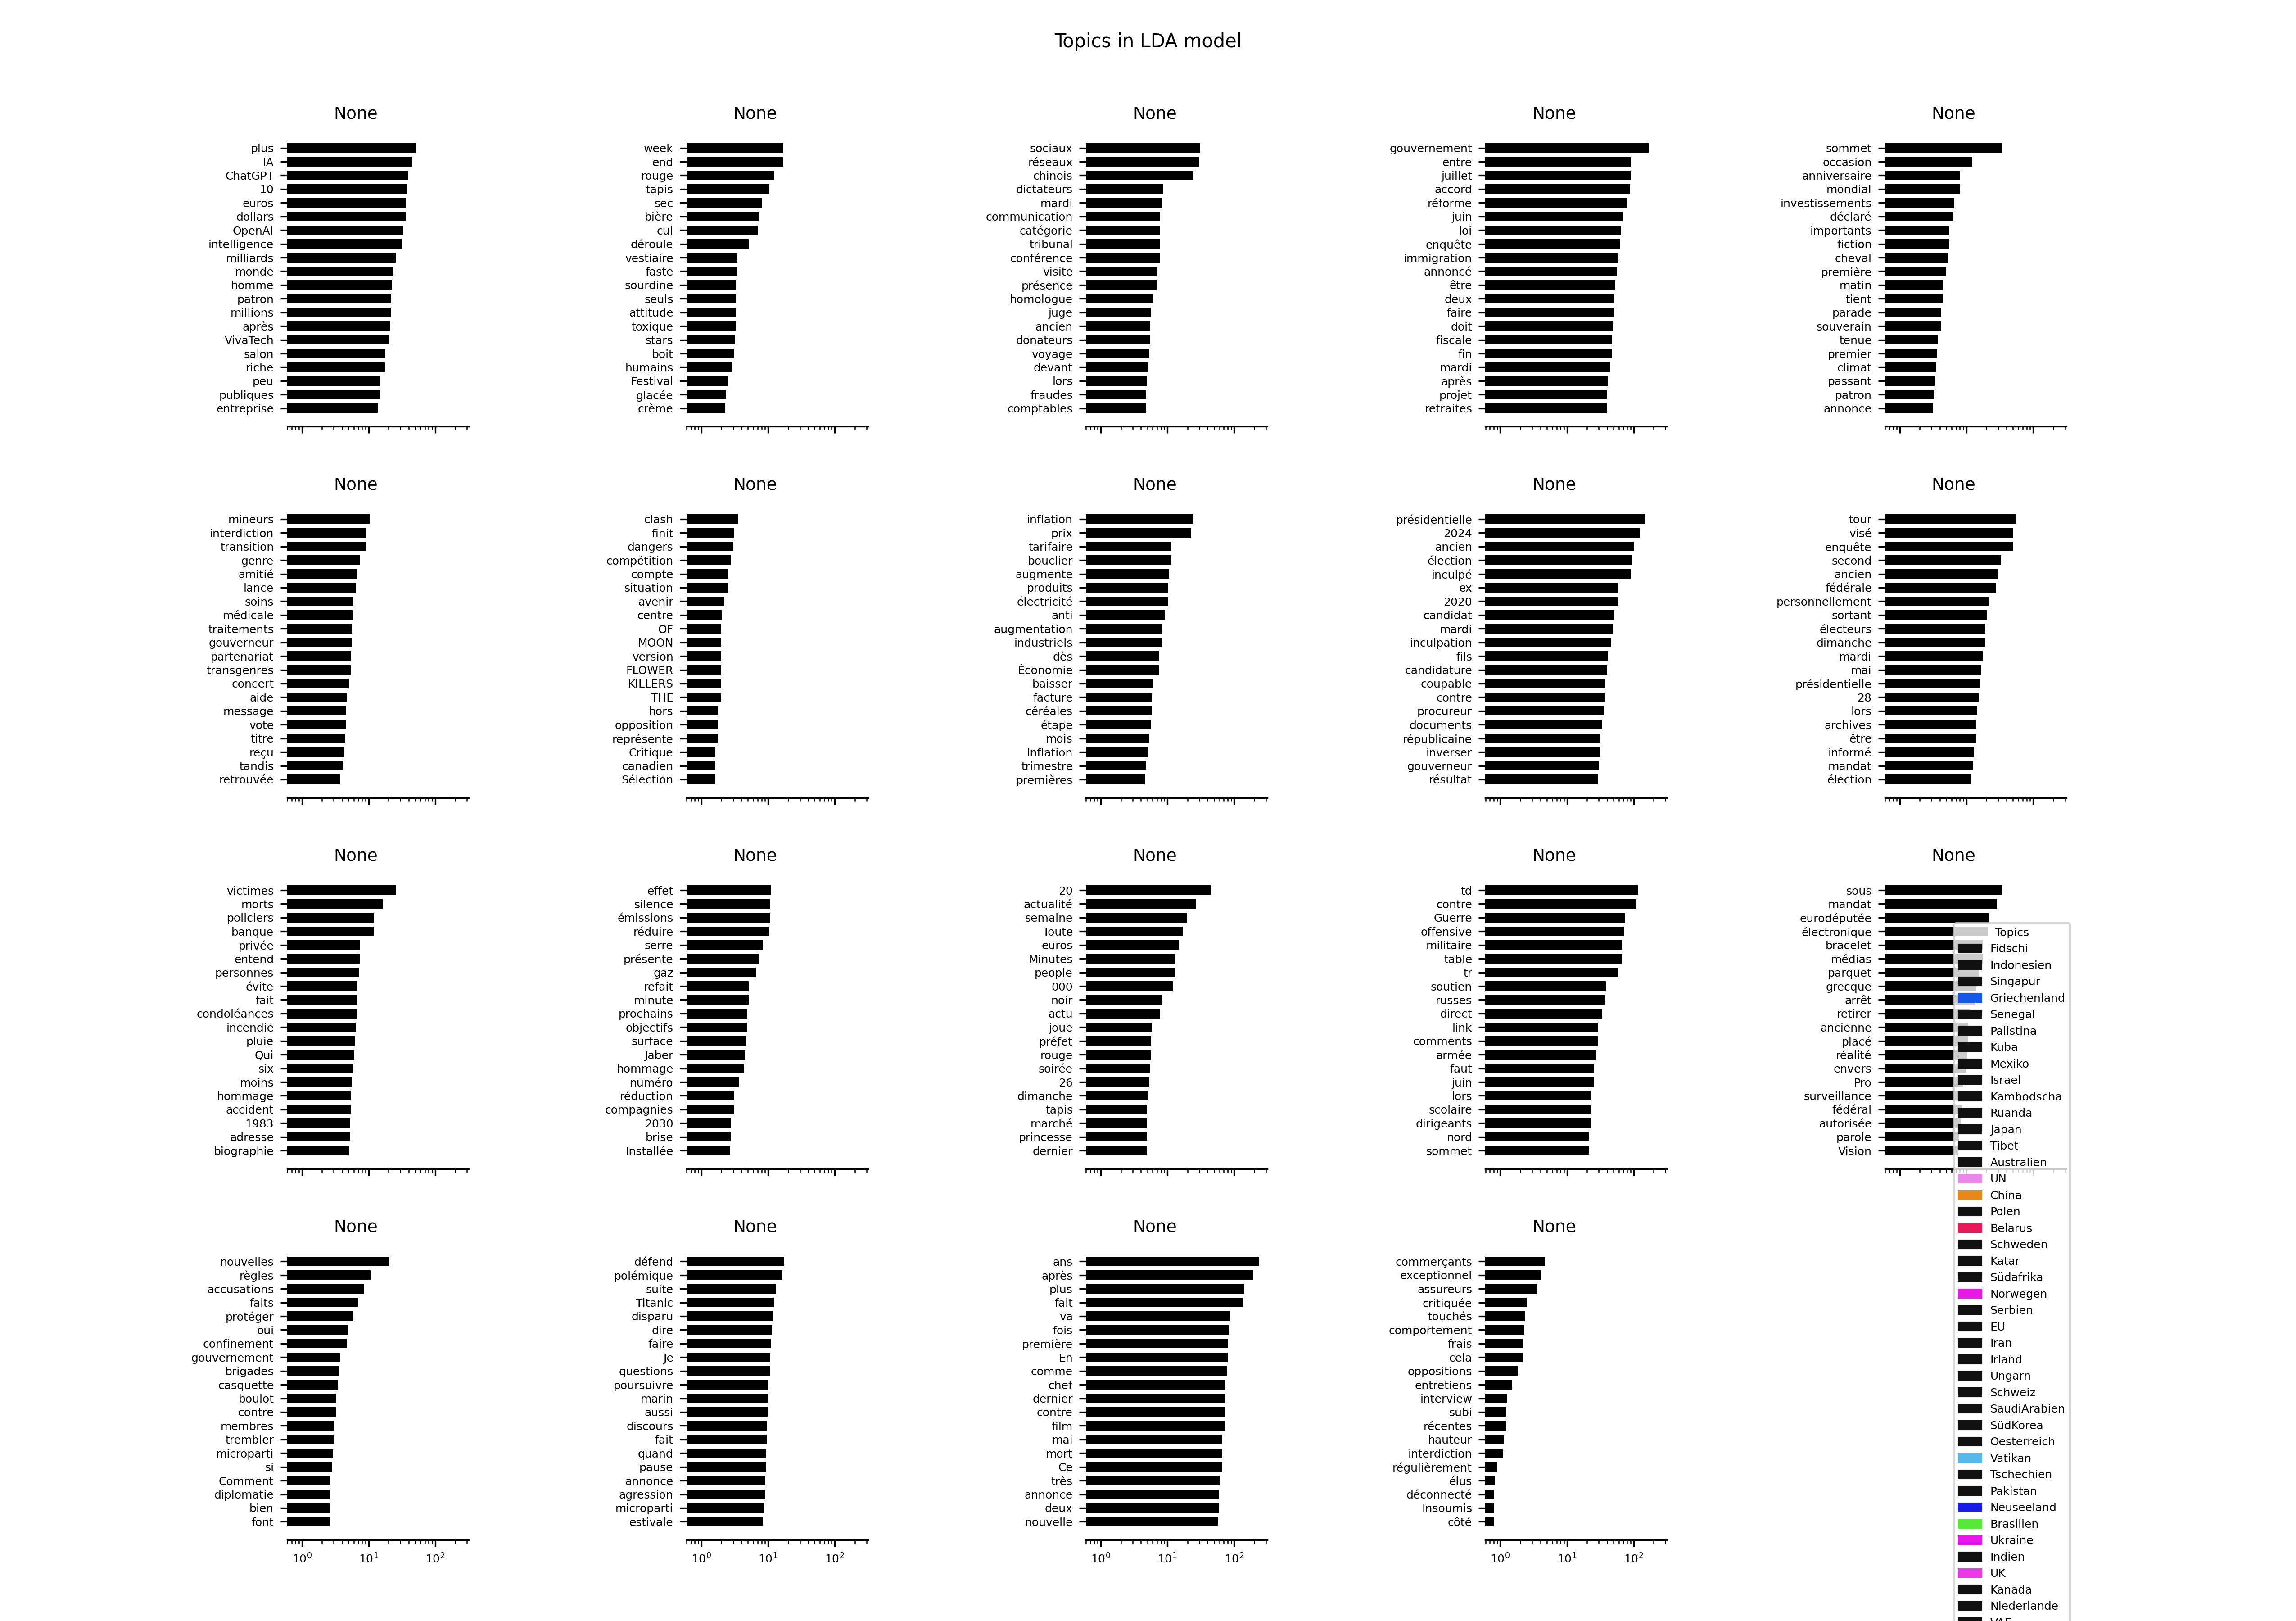 Topics in LDA model
None
plus
IA
ChatGPT
10
euros
dollars
OpenAI
intelligence
milliards
monde
homme
patron
millions
après
VivaTech
salon
riche
peu
publiques
entreprise
None
week
end
rouge
tapis
sec
bière
cul
déroule
vestiaire
faste
sourdine
seuls
attitude
toxique
stars
boit
humains
Festival
glacée
crème
None
sociaux
réseaux
chinois
dictateurs
mardi
communication
catégorie
tribunal
conférence
visite
présence
homologue
juge
ancien
donateurs
voyage
devant
lors
fraudes
comptables
None
gouvernement
entre
juillet
accord
réforme
juin
loi
enquête
immigration
annoncé
être
deux
faire
doit
fiscale
fin
mardi
après
projet
retraites
None
sommet
occasion
anniversaire
mondial
investissements
déclaré
importants
fiction
cheval
première
matin
tient
parade
souverain
tenue
premier
climat
passant
patron
annonce
None
mineurs
interdiction
transition
genre
amitié
lance
soins
médicale
traitements
gouverneur
partenariat
transgenres
concert
aide
message
vote
titre
reçu
tandis
retrouvée
None
clash
finit
dangers
compétition
compte
situation
avenir
centre
OF
MOON
version
FLOWER
KILLERS
THE
hors
opposition
représente
Critique
canadien
Sélection
None
inflation
prix
tarifaire
bouclier
augmente
produits
électricité
anti
augmentation
industriels
dès
Économie
baisser
facture
céréales
étape
mois
Inflation
trimestre
premières
None
présidentielle
2024
ancien
élection
inculpé
ex
2020
candidat
mardi
inculpation
fils
candidature
coupable
contre
procureur
documents
républicaine
inverser
gouverneur
résultat
None
tour
visé
enquête
second
ancien
fédérale
personnellement
sortant
électeurs
dimanche
mardi
mai
présidentielle
28
lors
archives
être
informé
mandat
élection
None
victimes
morts
policiers
banque
privée
entend
personnes
évite
fait
condoléances
incendie
pluie
Qui
six
moins
hommage
accident
1983
adresse
biographie
None
effet
silence
émissions
réduire
serre
présente
gaz
refait
minute
prochains
objectifs
surface
Jaber
hommage
numéro
réduction
compagnies
2030
brise
Installée
None
20
actualité
semaine
Toute
euros
Minutes
people
000
noir
actu
joue
préfet
rouge
soirée
26
dimanche
tapis
marché
princesse
dernier
None
td
contre
Guerre
offensive
militaire
table
tr
soutien
russes
direct
link
comments
armée
faut
juin
lors
scolaire
dirigeants
nord
sommet
None
sous
mandat
eurodéputée
électronique
bracelet
médias
parquet
grecque
arrêt
retirer
ancienne
placé
réalité
envers
Pro
surveillance
fédéral
autorisée
parole
Vision
None
nouvelles
règles
accusations
faits
protéger
oui
confinement
gouvernement
brigades
casquette
boulot
contre
membres
trembler
microparti
si
Comment
diplomatie
bien
font
10⁰ 10¹ 10²
None
défend
polémique
suite
Titanic
disparu
dire
faire
Je
questions
poursuivre
marin
aussi
discours
fait
quand
pause
annonce
agression
microparti
estivale
10⁰ 10¹ 10²
None
ans
après
plus
fait
va
fois
première
En
comme
chef
dernier
contre
film
mai
mort
Ce
très
annonce
deux
nouvelle
10⁰ 10¹ 10²
None
commerçants
exceptionnel
assureurs
critiquée
touchés
comportement
frais
cela
oppositions
entretiens
interview
subi
récentes
hauteur
interdiction
régulièrement
élus
déconnecté
Insoumis
côté
10⁰ 10¹ 10²
Topics
Fidschi
Indonesien
Singapur
Griechenland
Senegal
Palistina
Kuba
Mexiko
Israel
Kambodscha
Ruanda
Japan
Tibet
Australien
UN
China
Polen
Belarus
Schweden
Katar
Südafrika
Norwegen
Serbien
EU
Iran
Irland
Ungarn
Schweiz
SaudiArabien
SüdKorea
Oesterreich
Vatikan
Tschechien
Pakistan
Neuseeland
Brasilien
Ukraine
Indien
UK
Kanada
Niederlande